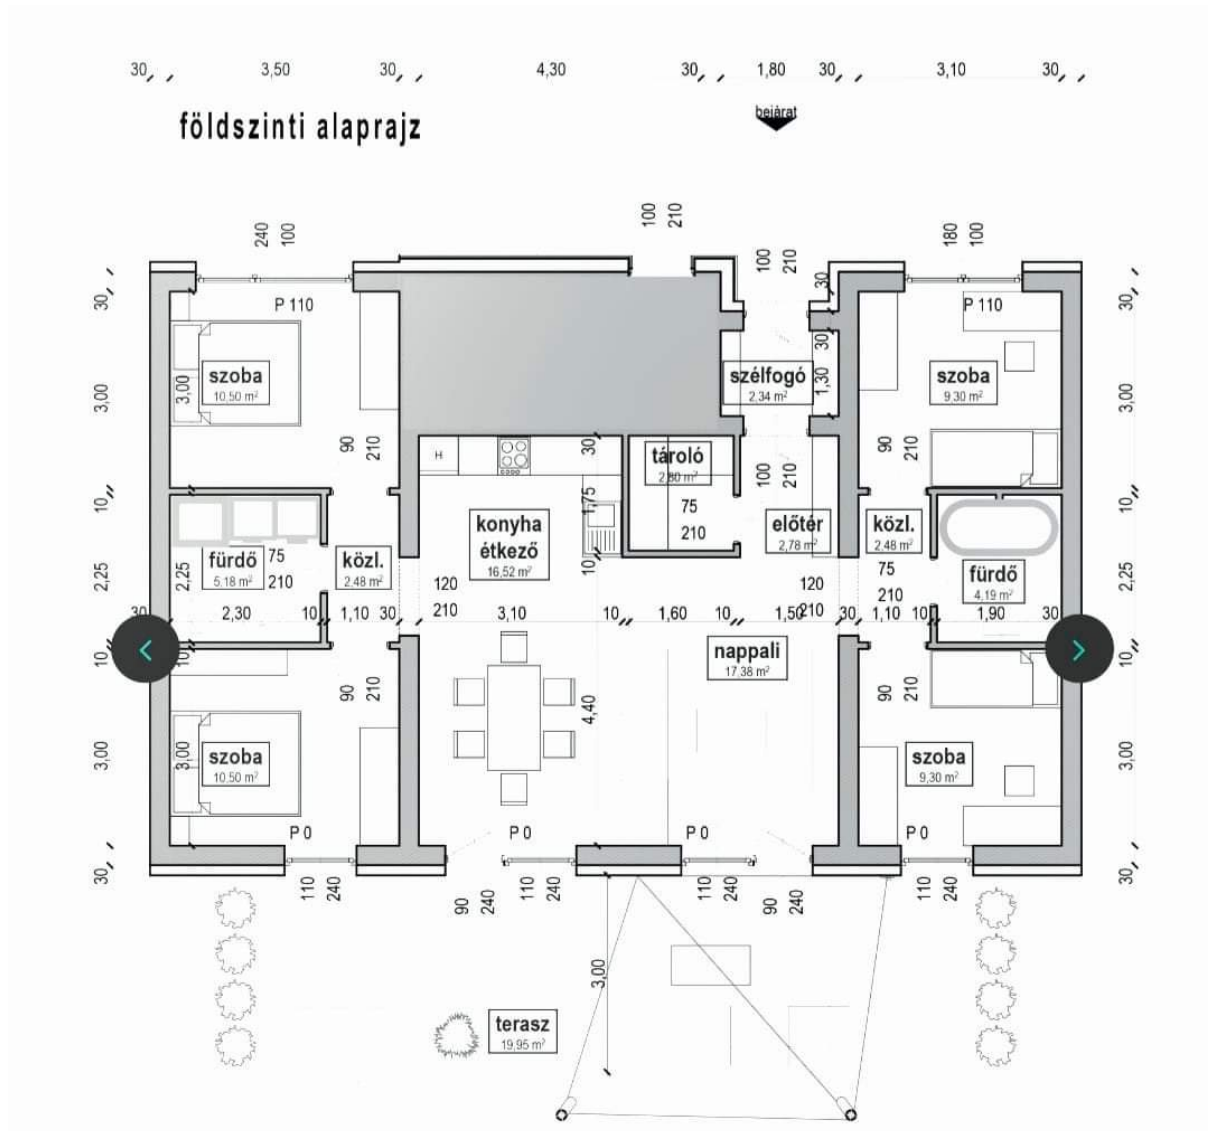 30 3,50 30 4,30 30 1,80 30 3,10 30
földszinti alaprajz
bejárat
240 100
100 210
100 210
180 100
30
30
30
P 110
P 110
3,00
3,00
szoba
10,50 m²
szélfogó
2,34 m²
30
1,30
szoba
9,30 m²
3,00
90 210
H
30
tároló
2,80 m²
100 210
90 210
10
1,75
75
210
10
konyha
étkező
16,52 m²
előtér
2,78 m²
közl.
2,48 m²
2,25
2,25
fürdő
5,18 m²
75
210
közl.
2,48 m²
10
75
210
fürdő
4,19 m²
2,25
120
210
120
210
30 2,30 10 1,10 30 3,10 10 1,60 10 1,50 30 1,10 10 1,90 30
10
10
nappali
17,38 m²
10
90 210
4,40
90 210
3,00
3,00
szoba
10,50 m²
szoba
9,30 m²
3,00
P 0
P 0
P 0
P 0
30
30
110 240
90 240
110 240
110 240
90 240
110 240
3,00
terasz
19,95 m²